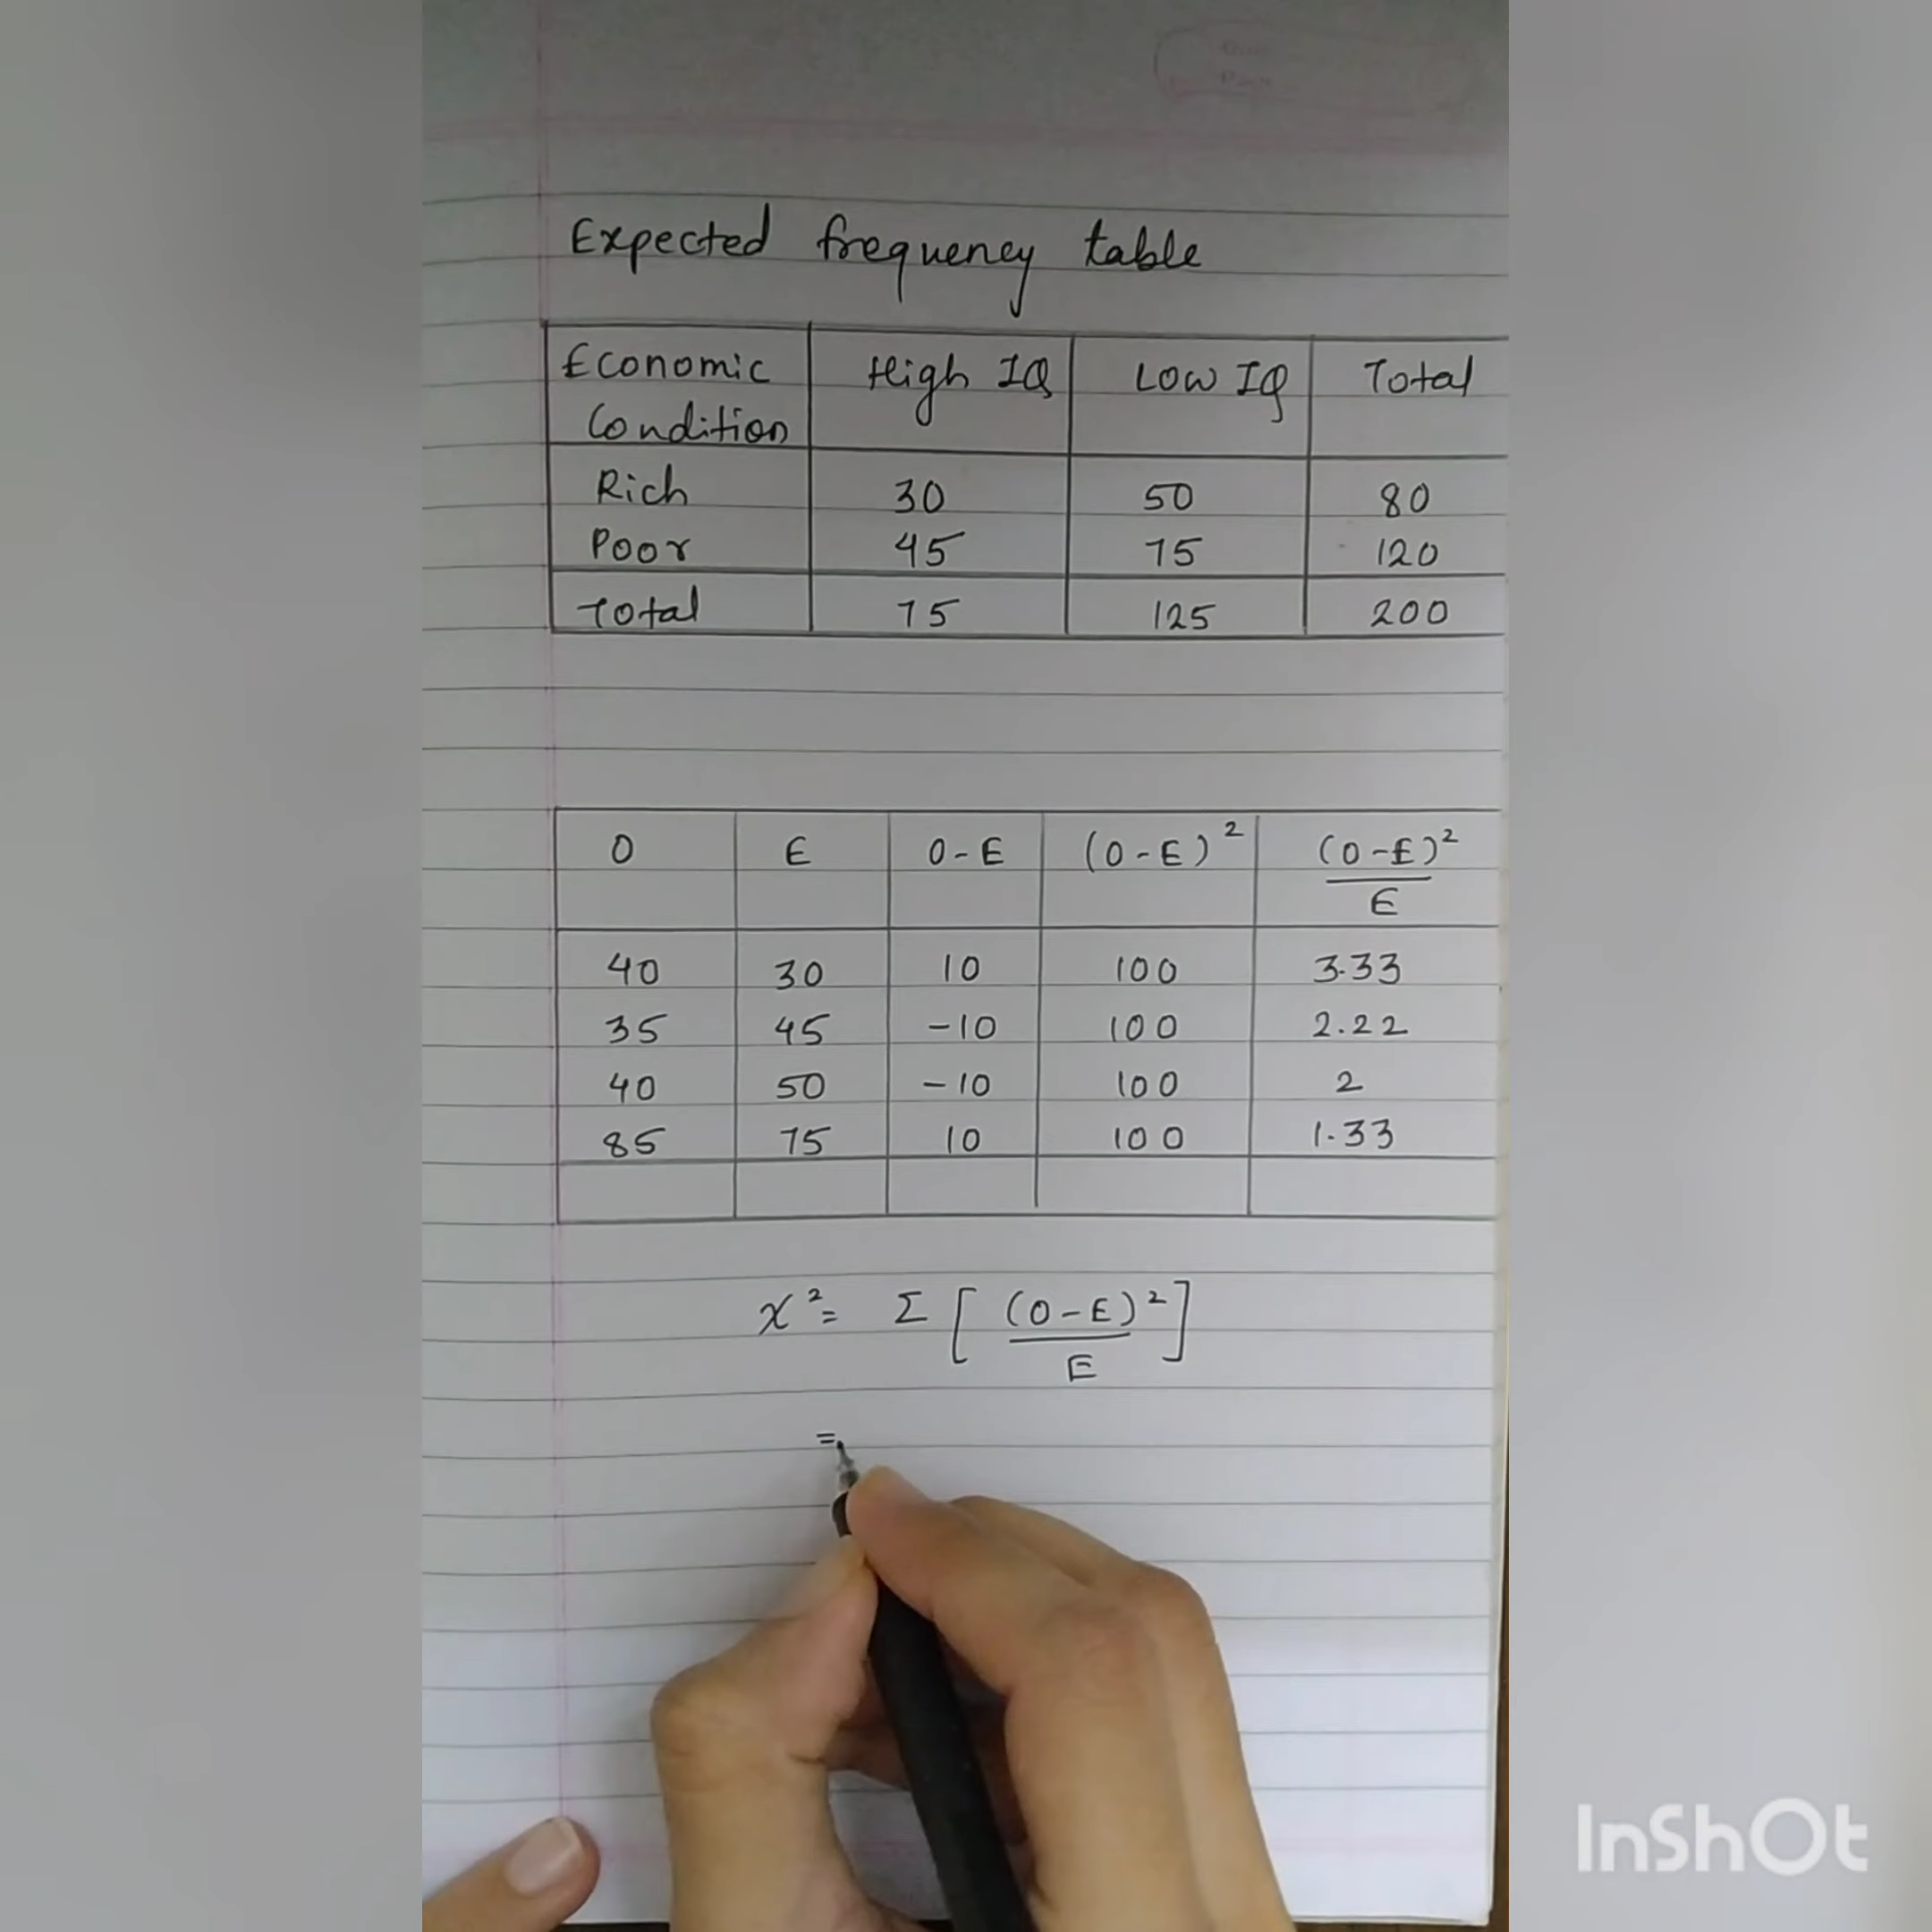 Expected frequency table
Economic Condition High IQ Low IQ Total
Rich 30 50 80
Poor 45 75 120
Total 75 125 200
O E O-E (O-E)² (O-E)²/E
40 30 10 100 3.33
35 45 -10 100 2.22
40 50 -10 100 2
85 75 10 100 1.33
χ² = Σ [(O-E)²/E]
=
InShOt